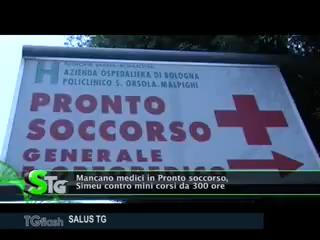 AZIENDA OSPEDALIERA DI BOLOGNA
POLICLINICO S. ORSOLA-MALPIGHI
H
PRONTO
SOCCORSO
GENERALE
STG
Mancano medici in Pronto soccorso,
Simeu contro mini corsi da 300 ore
TGflash SALUS TG